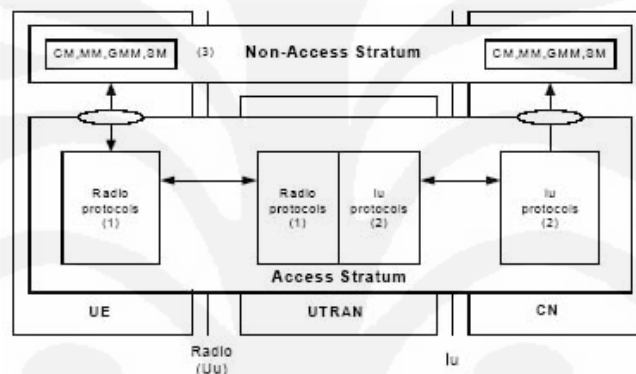 CM,MM,GMM,SM
(3)
Non-Access Stratum
CM,MM,GMM,SM
Radio
protocols
(1)
Radio
protocols
(1)
Iu
protocols
(2)
Iu
protocols
(2)
Access Stratum
UE
UTRAN
CN
Radio
(Uu)
Iu